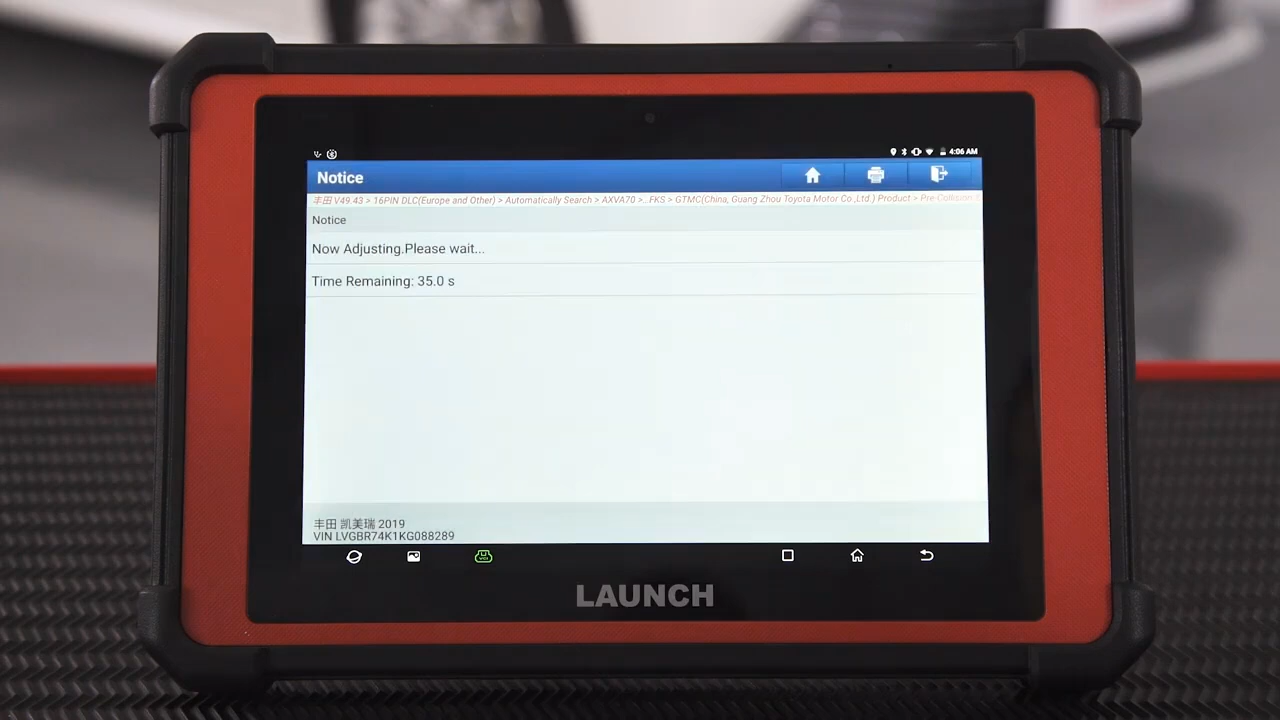 4:06 AM
Notice
丰田 V49.43 > 16PIN DLC(Europe and Other) > Automatically Search > AXVA70 >..FKS > GTMC(China, Guang Zhou Toyota Motor Co.,Ltd.) Product > Pre-Collision
Notice
Now Adjusting.Please wait...
Time Remaining: 35.0 s
丰田 凯美瑞 2019
VIN LVGBR74K1KG088289
VCI
LAUNCH